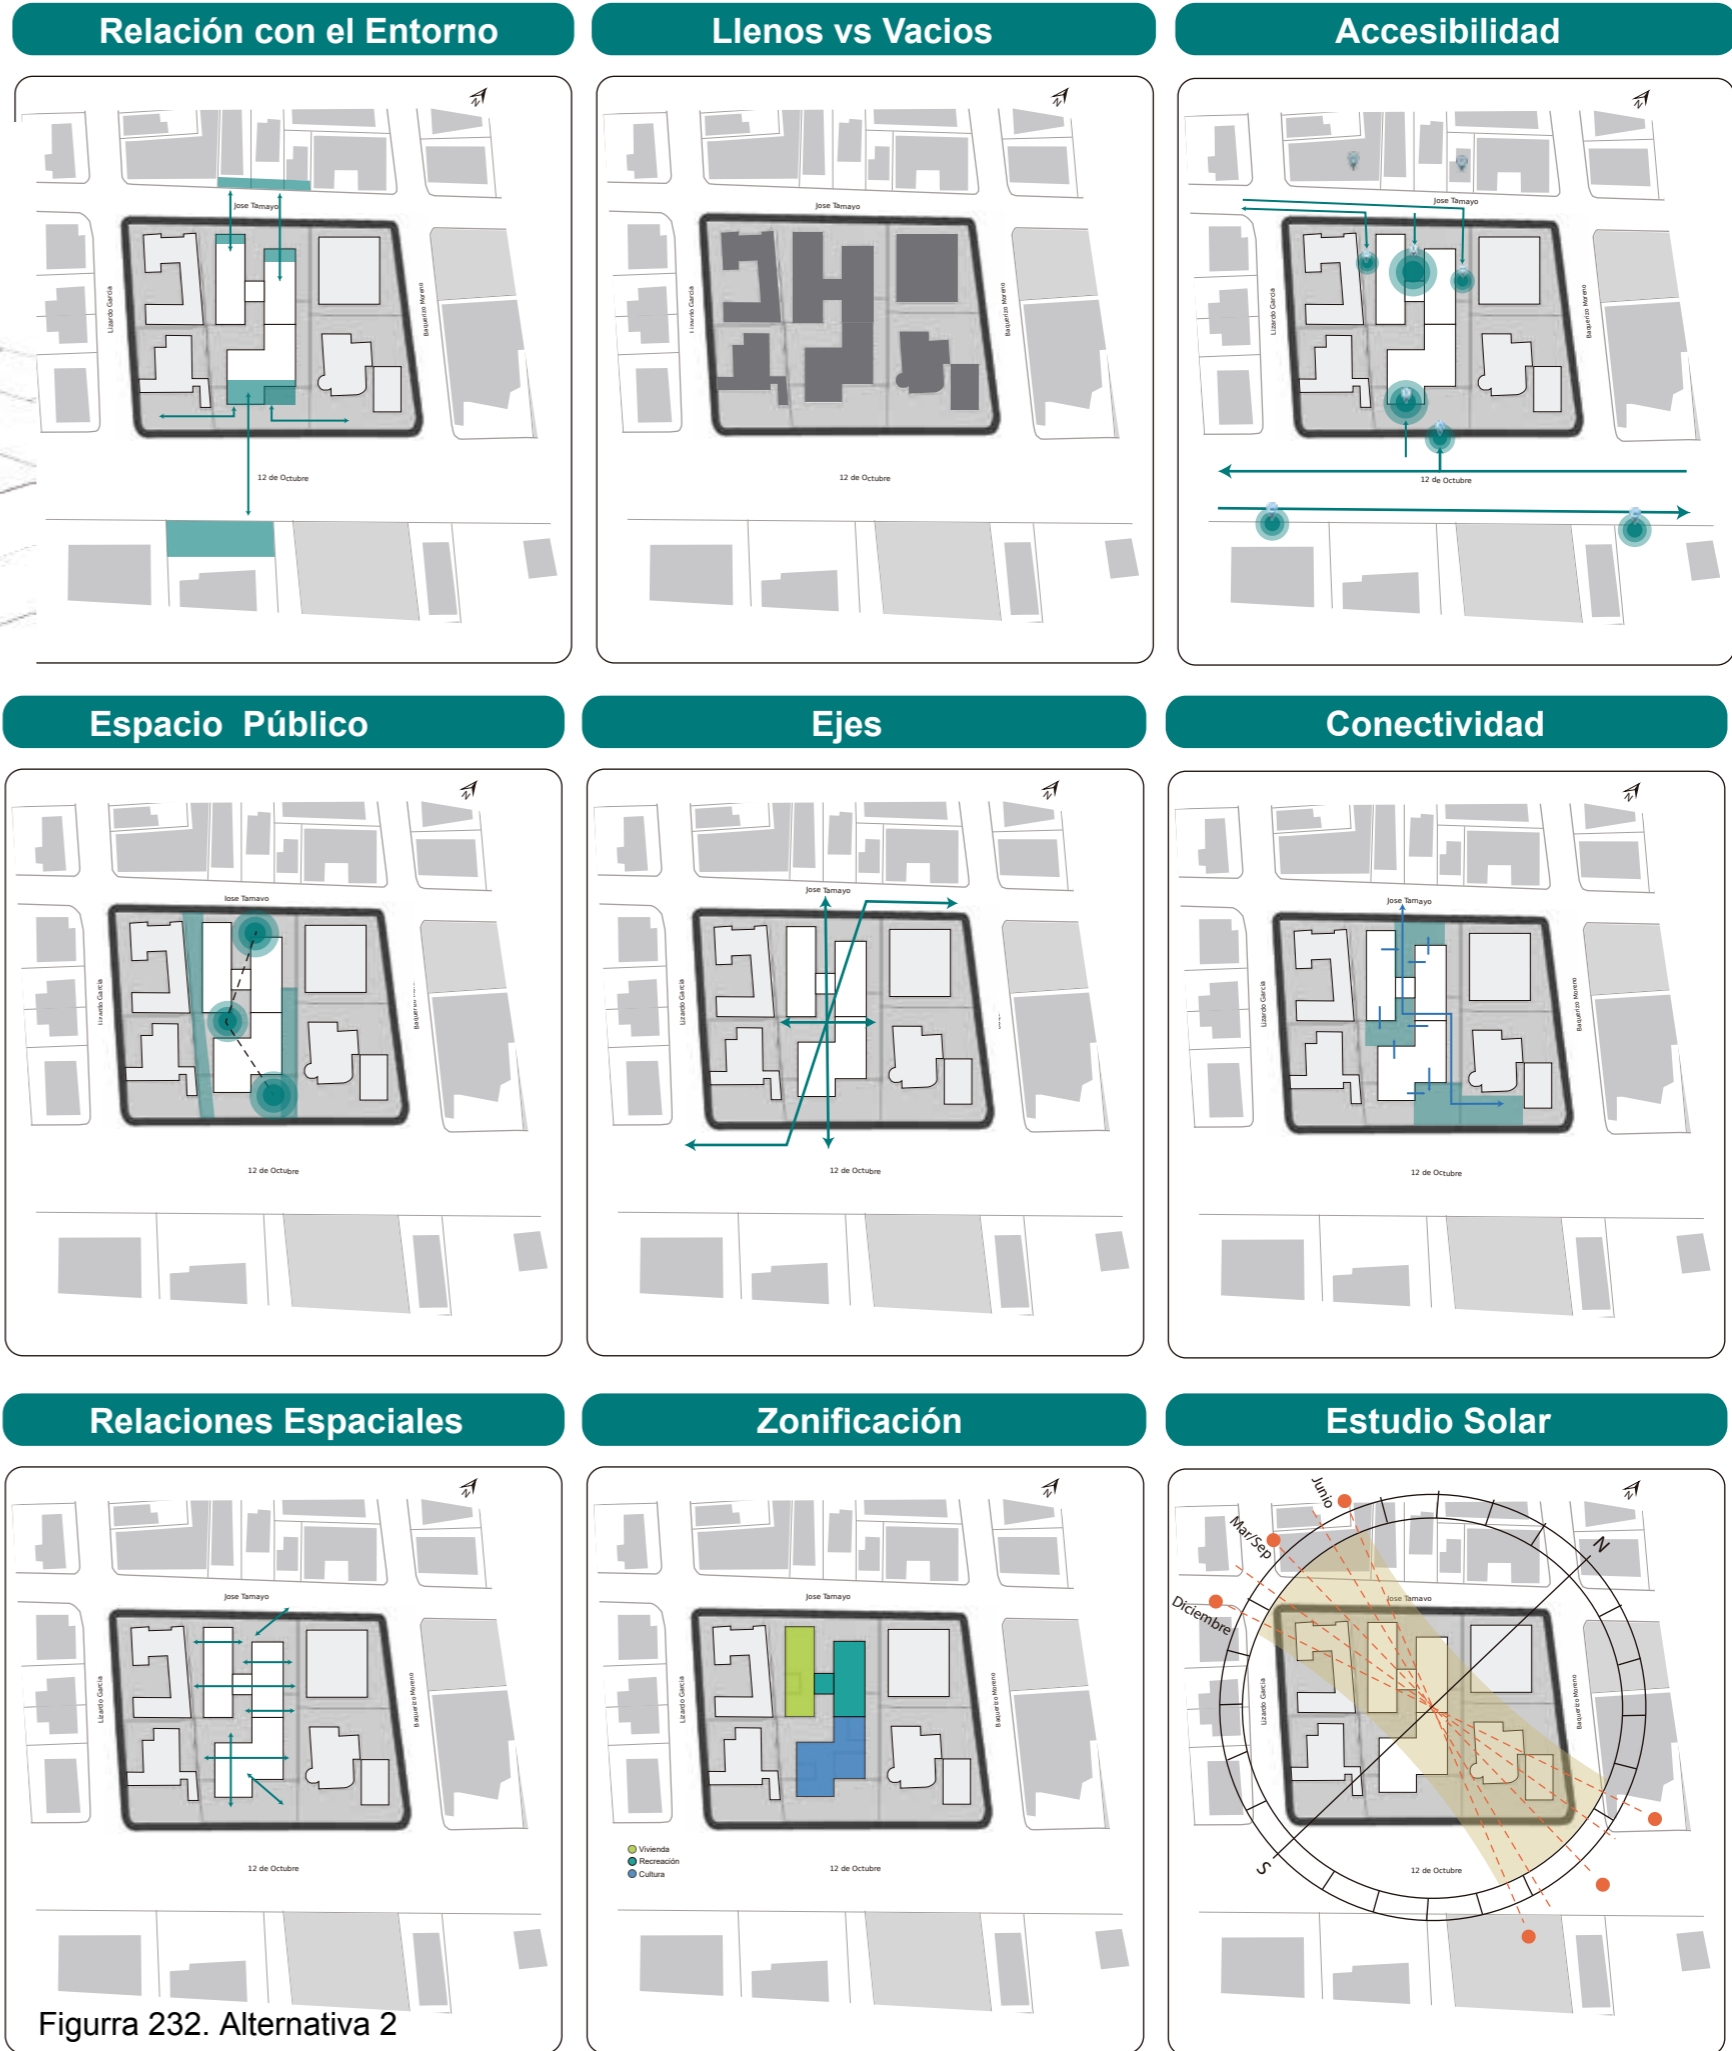 Relación con el Entorno
Llenos vs Vacios
Accesibilidad
N
Jose Tamayo
Lizardo Garcia
Baquerizo Moreno
12 de Octubre
N
Jose Tamayo
Lizardo Garcia
Baquerizo Moreno
12 de Octubre
N
Jose Tamayo
Lizardo Garcia
Baquerizo Moreno
12 de Octubre
Espacio Público
Ejes
Conectividad
N
Jose Tamayo
Lizardo Garcia
12 de Octubre
N
Jose Tamayo
Lizardo Garcia
12 de Octubre
N
Jose Tamayo
Lizardo Garcia
Baquerizo Moreno
12 de Octubre
Relaciones Espaciales
Zonificación
Estudio Solar
N
Jose Tamayo
Lizardo Garcia
Baquerizo Moreno
12 de Octubre
N
Jose Tamayo
Lizardo Garcia
Baquerizo Moreno
Vivienda
Recreación
Cultura
12 de Octubre
N
Junio
Mar/Sep
Diciembre
N
Jose Tamayo
Lizardo Garcia
Baquerizo Moreno
S
12 de Octubre
Figurra 232. Alternativa 2